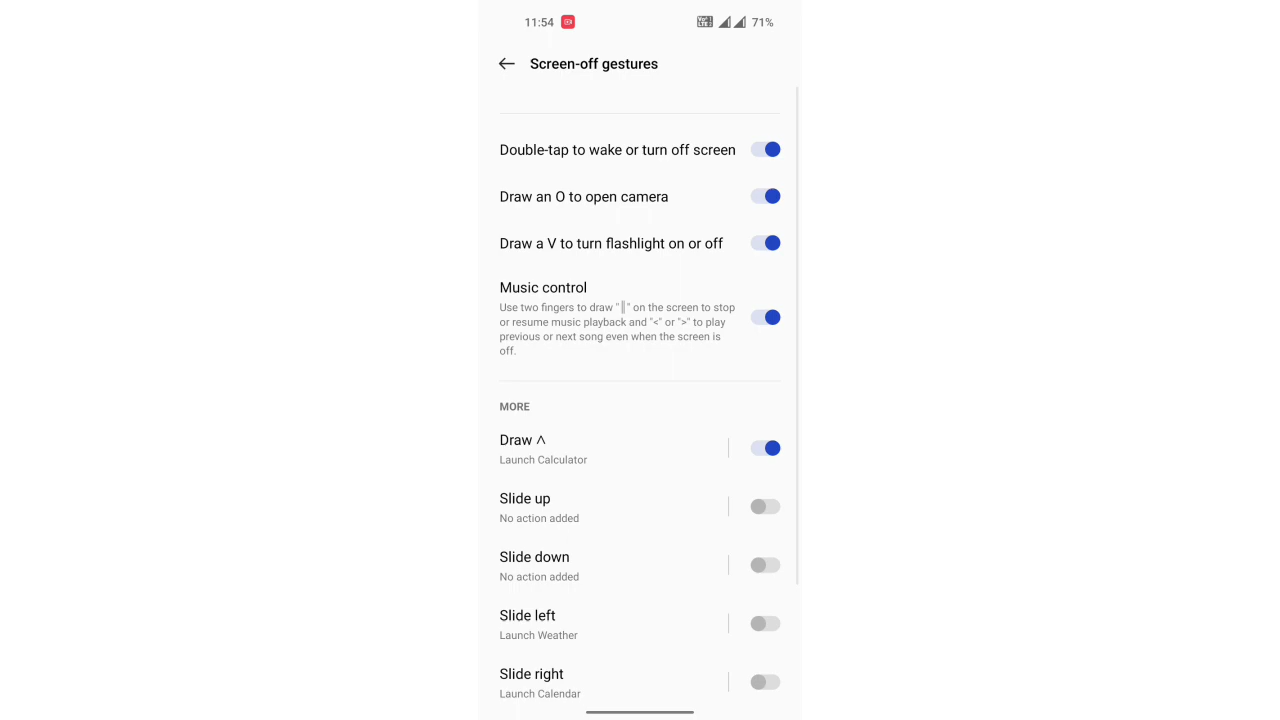 11:54 71%
Screen-off gestures
Double-tap to wake or turn off screen
Draw an O to open camera
Draw a V to turn flashlight on or off
Music control
Use two fingers to draw "║" on the screen to stop
or resume music playback and "<" or ">" to play
previous or next song even when the screen is
off.
MORE
Draw ˄
Launch Calculator
Slide up
No action added
Slide down
No action added
Slide left
Launch Weather
Slide right
Launch Calendar